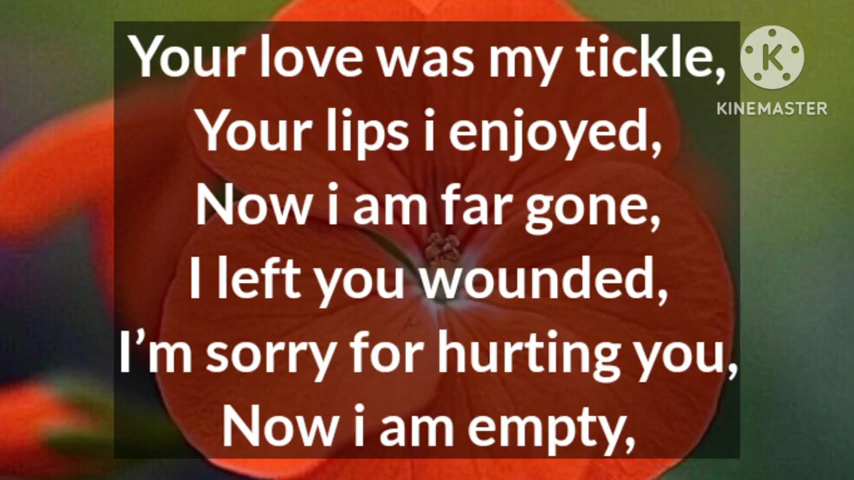 Your love was my tickle,
Your lips i enjoyed,
Now i am far gone,
I left you wounded,
I’m sorry for hurting you,
Now i am empty,
K
KINEMASTER